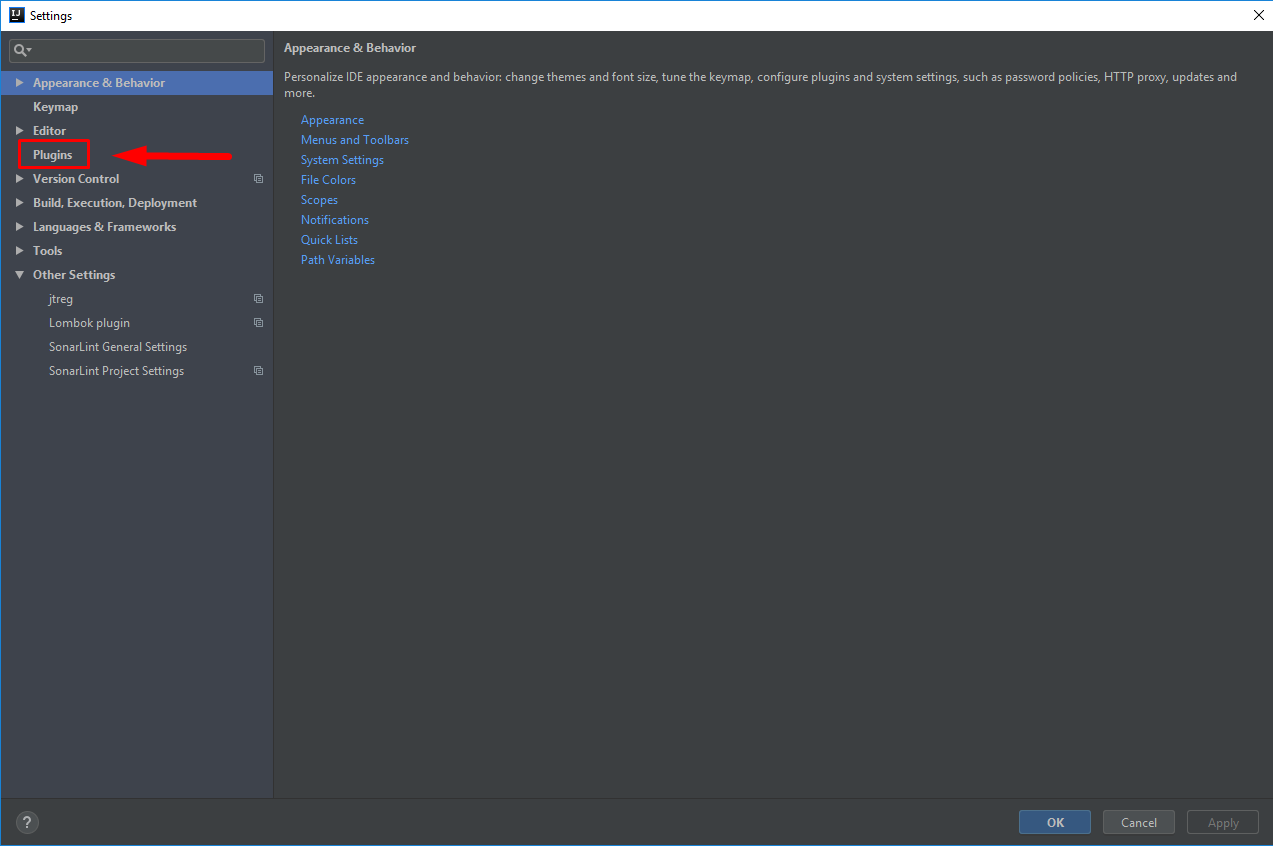 IJ
Settings
Appearance & Behavior
Keymap
Editor
Plugins
Version Control
Build, Execution, Deployment
Languages & Frameworks
Tools
Other Settings
jtreg
Lombok plugin
SonarLint General Settings
SonarLint Project Settings
Appearance & Behavior
Personalize IDE appearance and behavior: change themes and font size, tune the keymap, configure plugins and system settings, such as password policies, HTTP proxy, updates and
more.
Appearance
Menus and Toolbars
System Settings
File Colors
Scopes
Notifications
Quick Lists
Path Variables
?
OK
Cancel
Apply